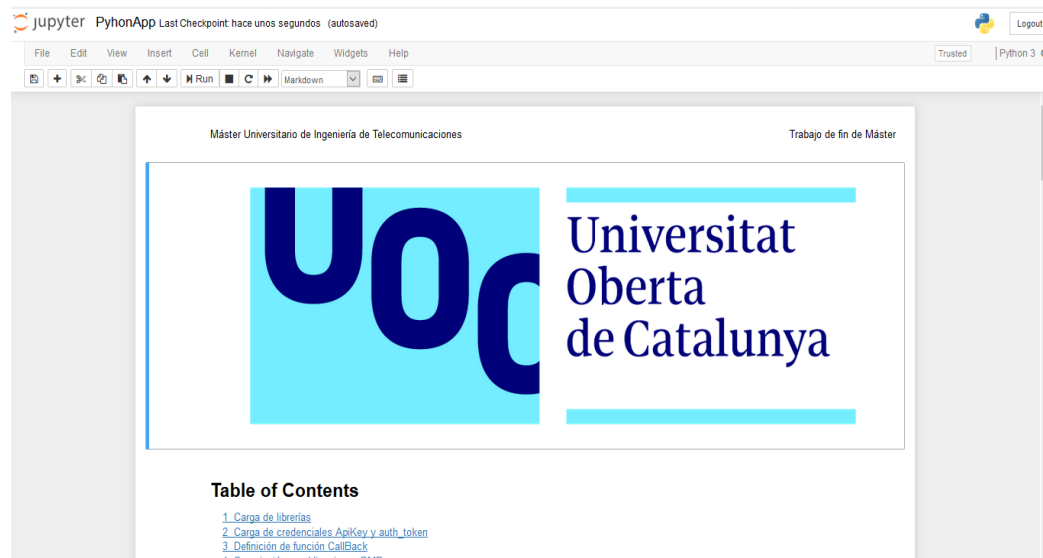 jupyter PyhonApp Last Checkpoint: hace unos segundos (autosaved)
Logout
File Edit View Insert Cell Kernel Navigate Widgets Help
Trusted Python 3
Run Markdown
Máster Universitario de Ingeniería de Telecomunicaciones Trabajo de fin de Máster
UOC
Universitat
Oberta
de Catalunya
Table of Contents
1 Carga de librerías
2 Carga de credenciales ApiKey y auth_token
3 Definición de función CallBack